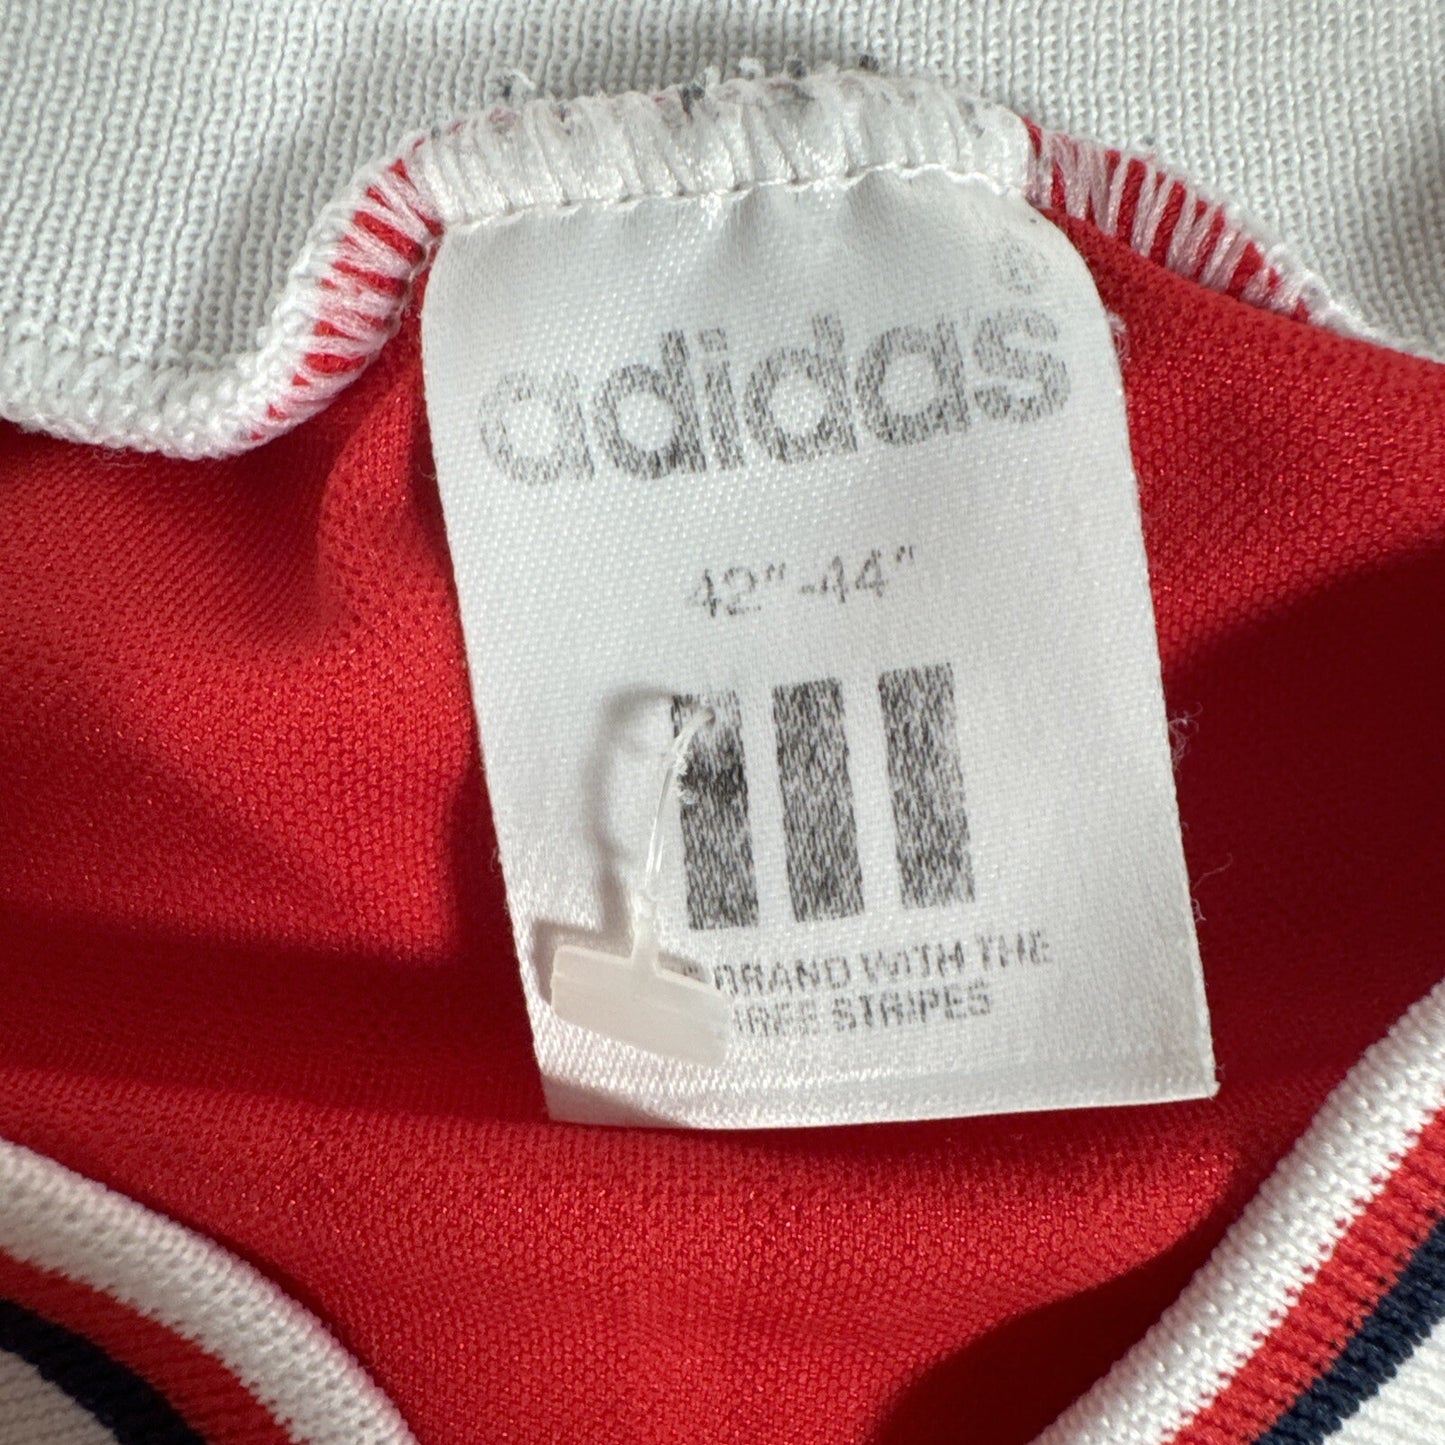 ®
adidas
42"-44"
BRAND WITH THE
STRIPES